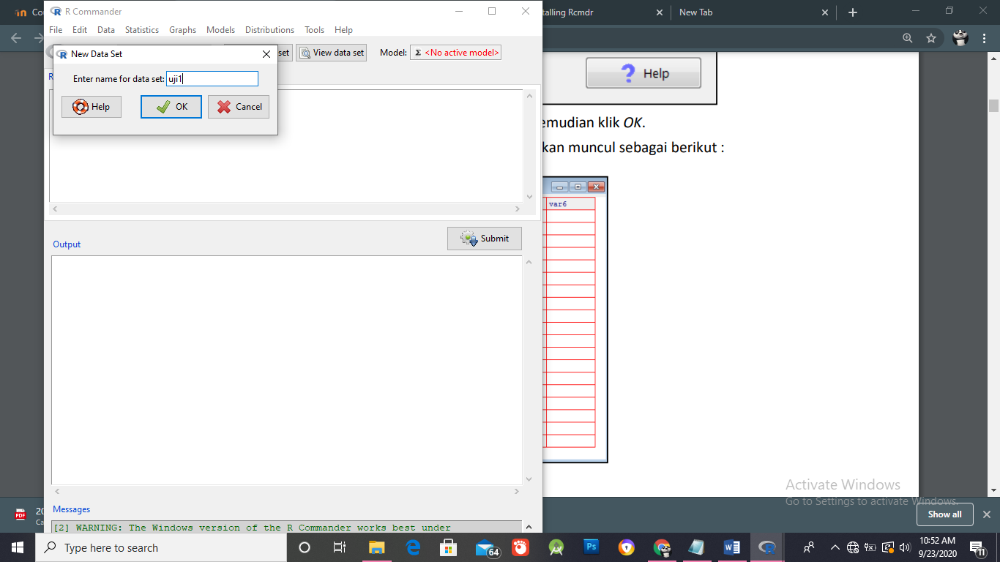 Co
R Commander
talling Rcmdr
New Tab
File Edit Data Statistics Graphs Models Distributions Tools Help
New Data Set
set
View data set
Model:
Σ <No active model>
R
Enter name for data set:
uji1
Help
OK
Cancel
Help
emudian klik OK.
kan muncul sebagai berikut :
var6
Submit
Output
Messages
[2] WARNING: The Windows version of the R Commander works best under
Activate Windows
Go to Settings to activate Windows.
PDF
20
Ca
Show all
Type here to search
64
Ps
W
10:52 AM
9/23/2020
11